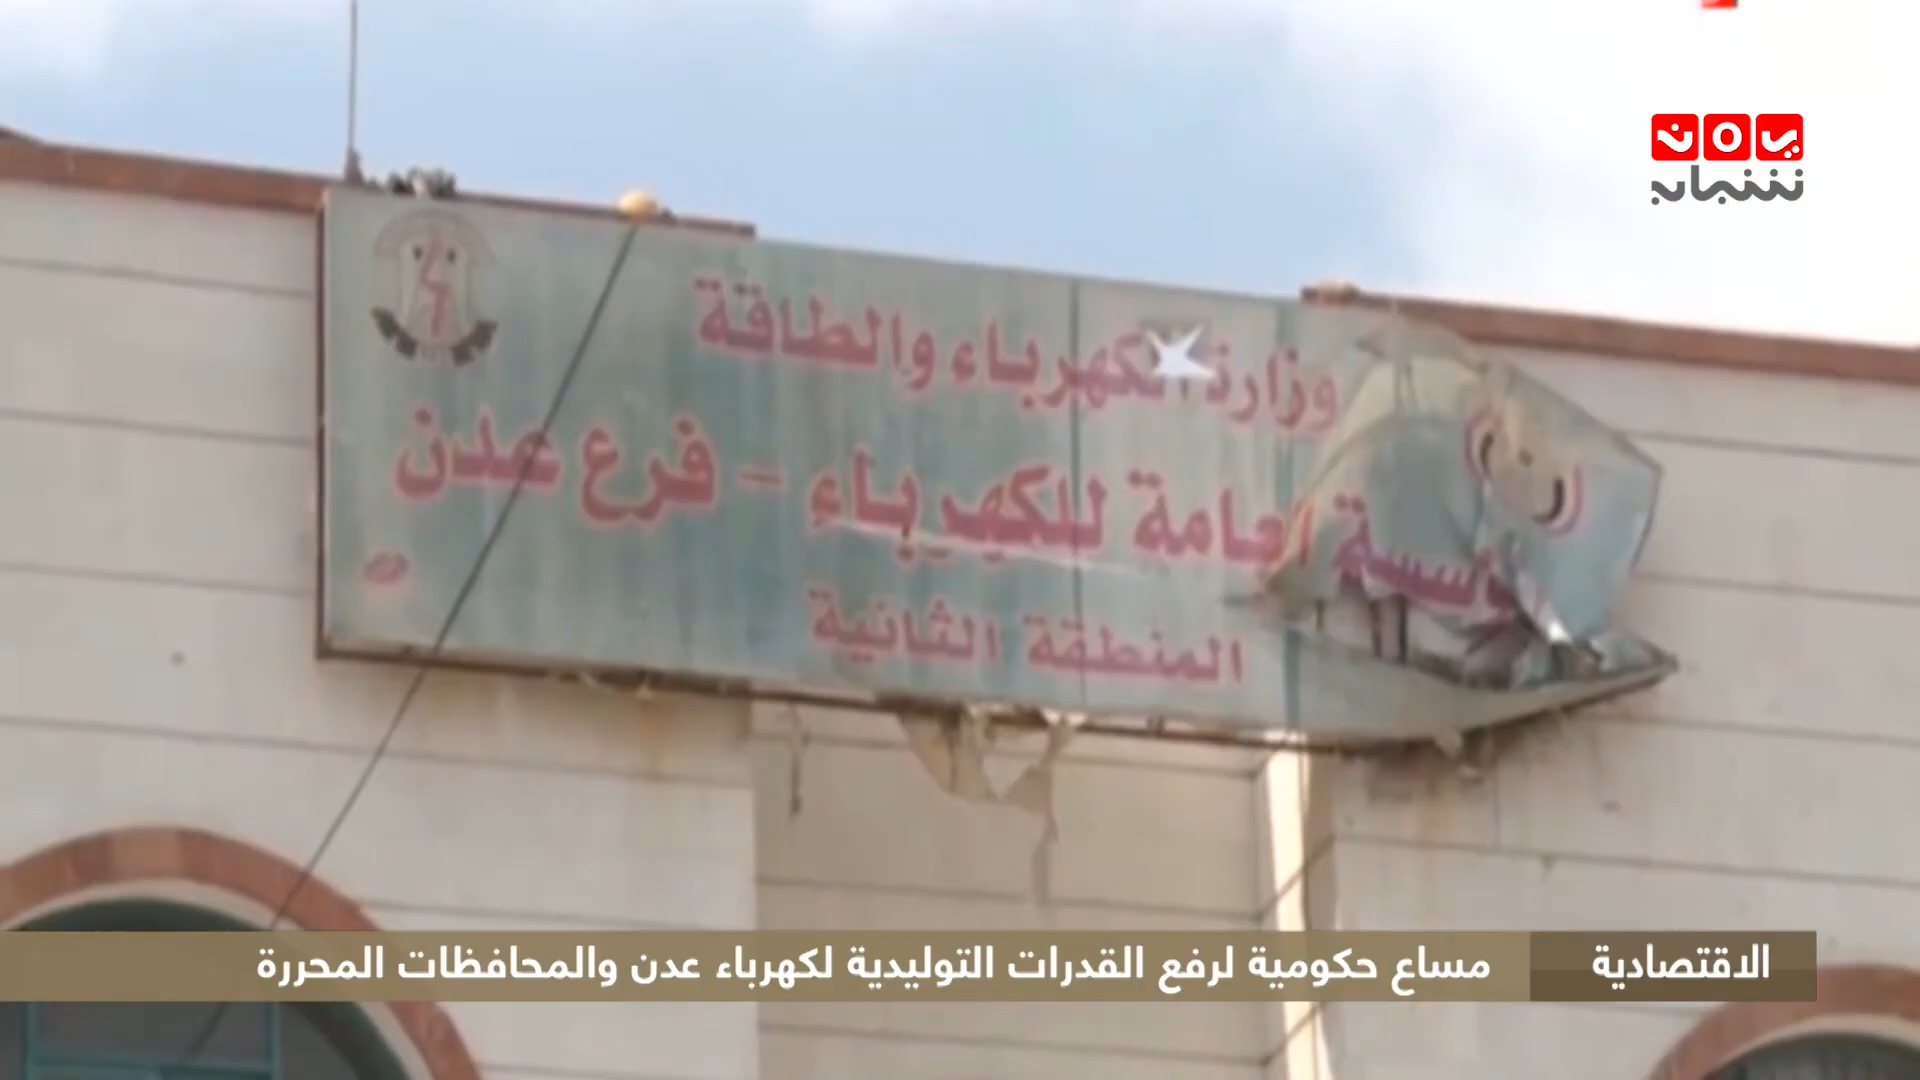 يمن
شباب
وزارة الكهرباء والطاقة
ؤسسة العامة للكهرباء - فرع عدن
المنطقة الثانية
الاقتصادية
مساع حكومية لرفع القدرات التوليدية لكهرباء عدن والمحافظات المحررة